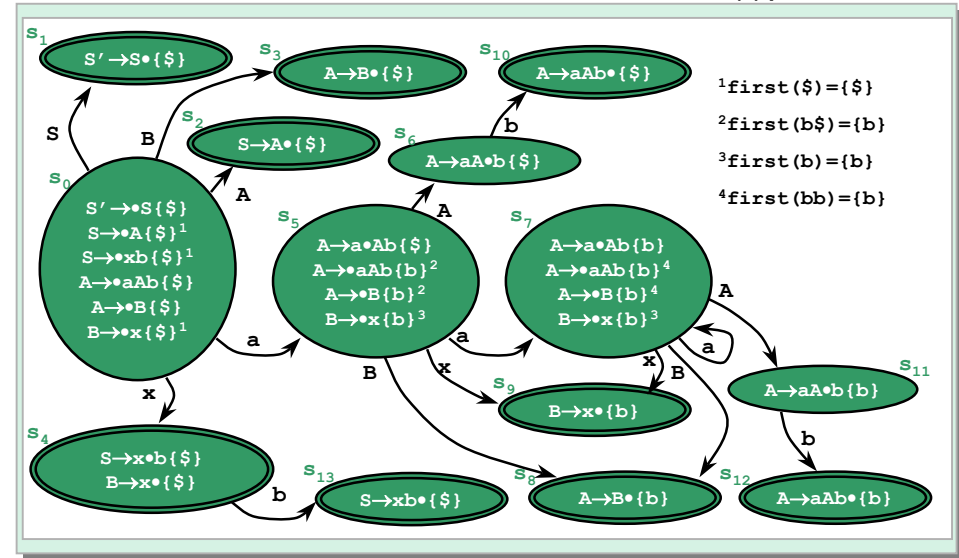 s₁
S′→S•{$}
s₃
A→B•{$}
s₁₀
A→aAb•{$}
¹first($)={$}
²first(b$)={b}
³first(b)={b}
⁴first(bb)={b}
S
B
s₂
S→A•{$}
A
b
s₆
A→aA•b{$}
A
s₀
S′→•S{$}
S→•A{$}¹
S→•xb{$}¹
A→•aAb{$}
A→•B{$}
B→•x{$}¹
a
x
s₅
A→a•Ab{$}
A→•aAb{b}²
A→•B{b}²
B→•x{b}³
a
x
B
s₇
A→a•Ab{b}
A→•aAb{b}⁴
A→•B{b}⁴
B→•x{b}³
A
a
x
B
s₉
B→x•{b}
s₁₁
A→aA•b{b}
b
s₄
S→x•b{$}
B→x•{$}
b
s₁₃
S→xb•{$}
s₈
A→B•{b}
s₁₂
A→aAb•{b}